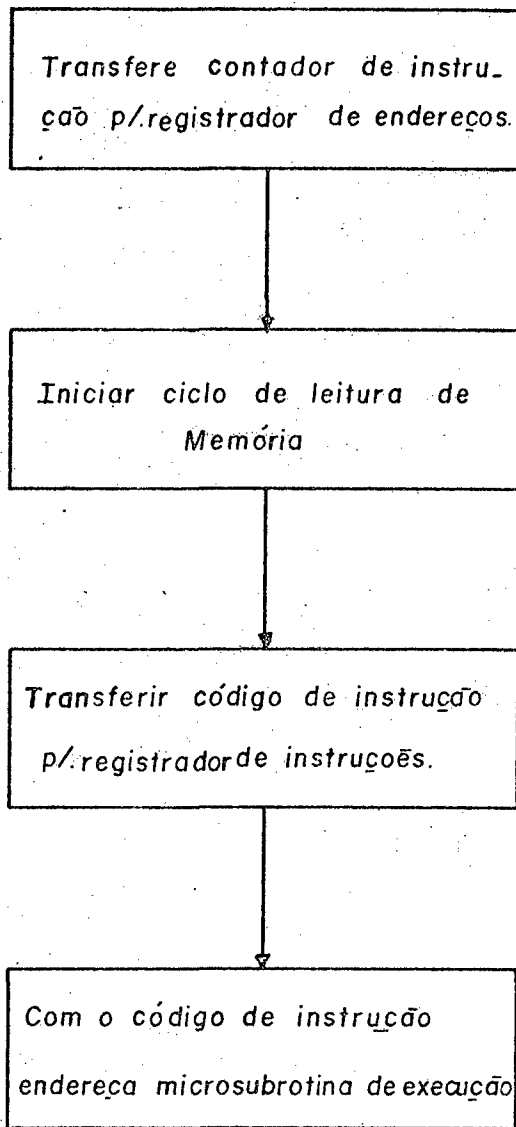 Transfere contador de instru-
ção p/.registrador de endereços.
Iniciar ciclo de leitura de
Memória
Transferir código de instrução
p/.registrador de instruções.
Com o código de instrução
endereça microsubrotina de execução